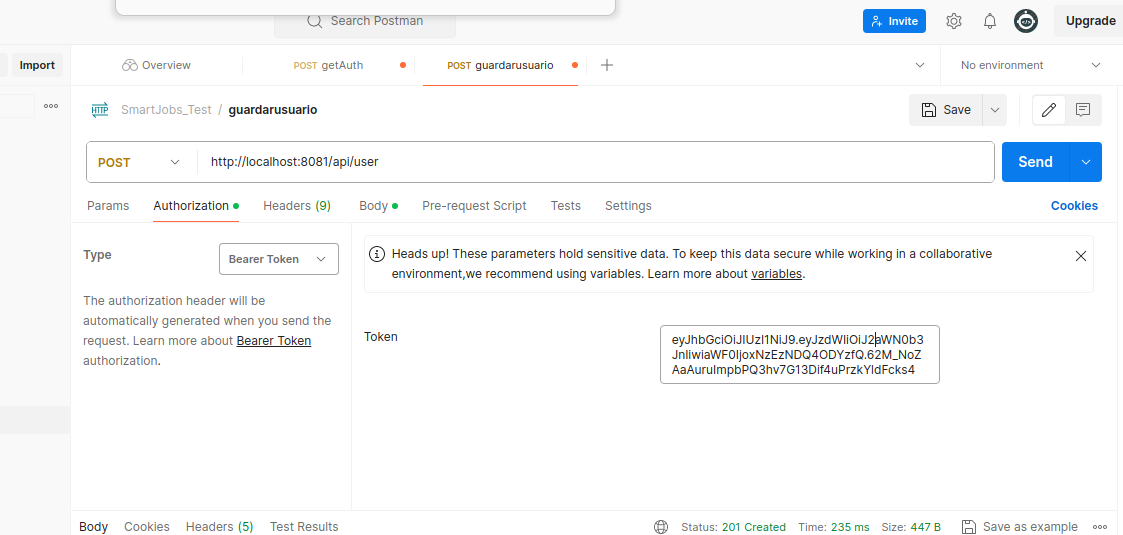 Search Postman
Invite
Upgrade
Import
Overview
POST getAuth
POST guardarusuario
No environment
HTTP
SmartJobs_Test / guardarusuario
Save
POST
http://localhost:8081/api/user
Send
Params
Authorization
Headers (9)
Body
Pre-request Script
Tests
Settings
Cookies
Type
Bearer Token
The authorization header will be
automatically generated when you send the
request. Learn more about Bearer Token
authorization.
Heads up! These parameters hold sensitive data. To keep this data secure while working in a collaborative
environment,we recommend using variables. Learn more about variables.
Token
eyJhbGciOiJIUzI1NiJ9.eyJzdWIiOiJ2aWN0b3
JnIiwiaWF0IjoxNzEzNDQ4ODYzfQ.62M_NoZ
AaAuruImpbPQ3hv7G13Dif4uPrzkYIdFcks4
Body
Cookies
Headers (5)
Test Results
Status: 201 Created
Time: 235 ms
Size: 447 B
Save as example